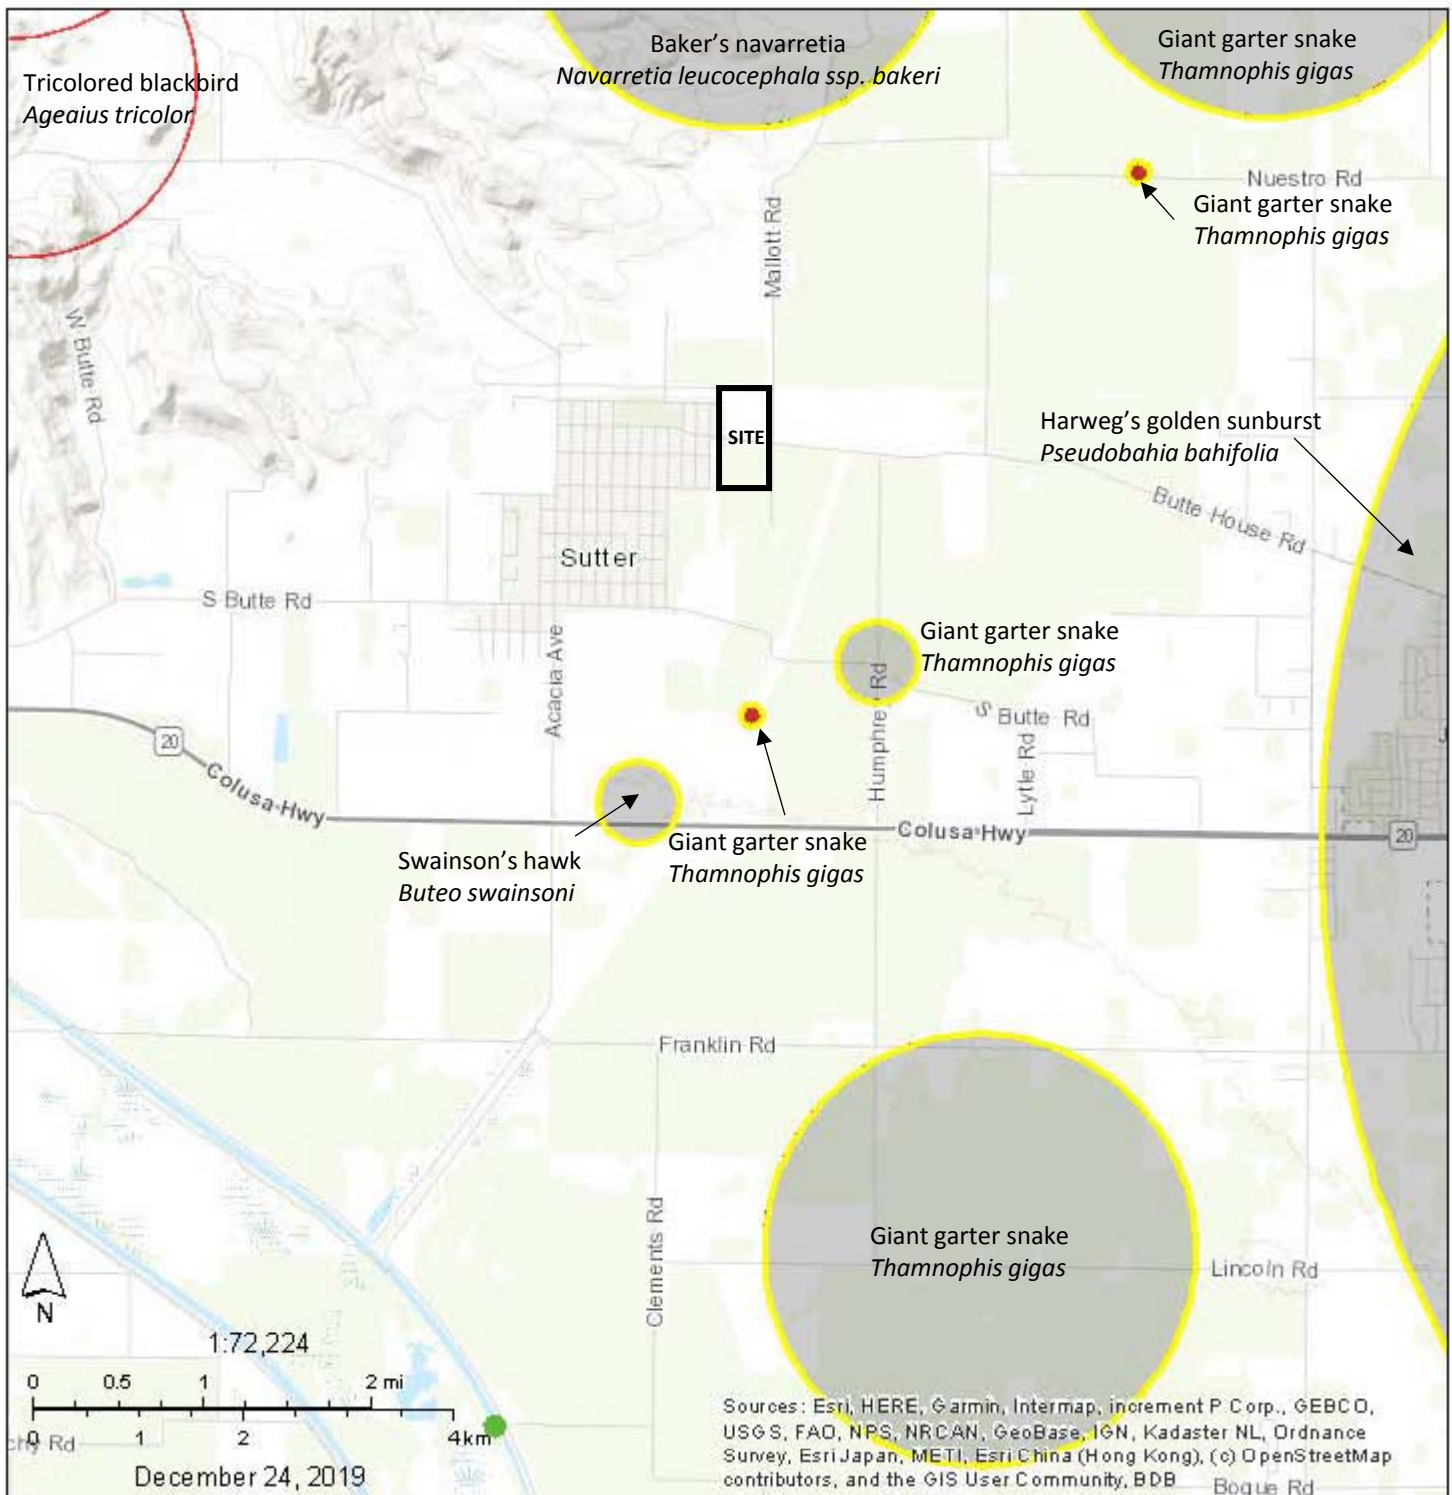 Baker's navarretia
Navarretia leucocephala ssp. bakeri
Giant garter snake
Thamnophis gigas
Tricolored blackbird
Ageaius tricolor
Nuestro Rd
Giant garter snake
Thamnophis gigas
Mallott Rd
W Butte Rd
SITE
Harweg's golden sunburst
Pseudobahia bahifolia
Butte House Rd
Sutter
S Butte Rd
Giant garter snake
Thamnophis gigas
Acacia Ave
Humphre Rd
S Butte Rd
Lytle Rd
20
Colusa Hwy
Colusa Hwy
20
Swainson's hawk
Buteo swainsoni
Giant garter snake
Thamnophis gigas
Franklin Rd
Clements Rd
Giant garter snake
Thamnophis gigas
Lincoln Rd
N
1:72,224
0 0.5 1 2 mi
0 1 2 4km
Rd
December 24, 2019
Sources: Esri, HERE, Garmin, Intermap, increment P Corp., GEBCO,
USGS, FAO, NPS, NRCAN, GeoBase, IGN, Kadaster NL, Ordnance
Survey, Esri Japan, METI, Esri China (Hong Kong), (c) OpenStreetMap
contributors, and the GIS User Community, BDB
Bogue Rd